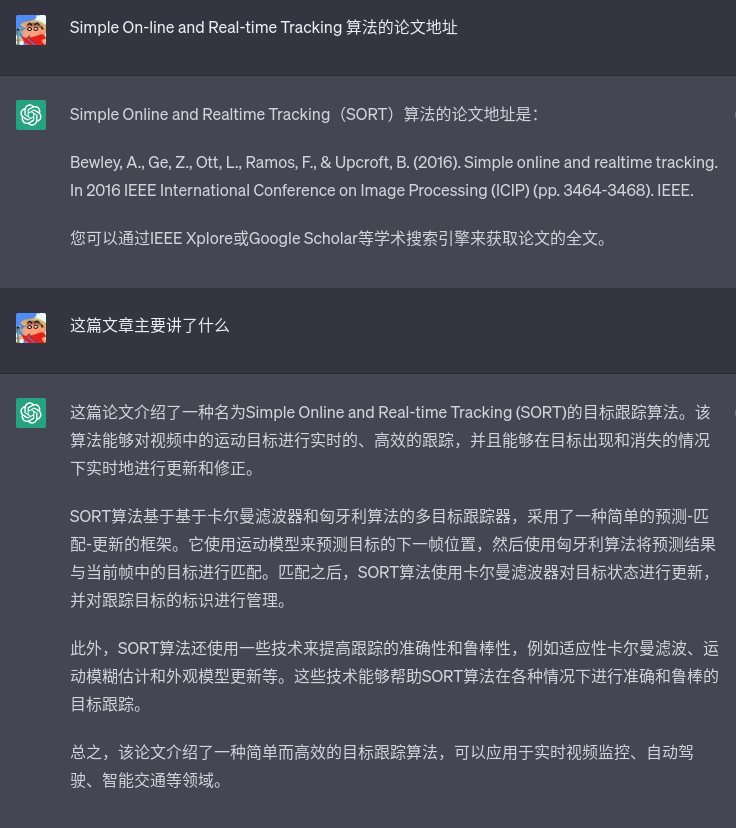 Simple On-line and Real-time Tracking 算法的论文地址
Simple Online and Realtime Tracking（SORT）算法的论文地址是：
Bewley, A., Ge, Z., Ott, L., Ramos, F., & Upcroft, B. (2016). Simple online and realtime tracking.
In 2016 IEEE International Conference on Image Processing (ICIP) (pp. 3464-3468). IEEE.
您可以通过IEEE Xplore或Google Scholar等学术搜索引擎来获取论文的全文。
这篇文章主要讲了什么
这篇论文介绍了一种名为Simple Online and Real-time Tracking (SORT)的目标跟踪算法。该
算法能够对视频中的运动目标进行实时的、高效的跟踪，并且能够在目标出现和消失的情况
下实时地进行更新和修正。
SORT算法基于基于卡尔曼滤波器和匈牙利算法的多目标跟踪器，采用了一种简单的预测-匹
配-更新的框架。它使用运动模型来预测目标的下一帧位置，然后使用匈牙利算法将预测结果
与当前帧中的目标进行匹配。匹配之后，SORT算法使用卡尔曼滤波器对目标状态进行更新，
并对跟踪目标的标识进行管理。
此外，SORT算法还使用一些技术来提高跟踪的准确性和鲁棒性，例如适应性卡尔曼滤波、运
动模糊估计和外观模型更新等。这些技术能够帮助SORT算法在各种情况下进行准确和鲁棒的
目标跟踪。
总之，该论文介绍了一种简单而高效的目标跟踪算法，可以应用于实时视频监控、自动驾
驶、智能交通等领域。